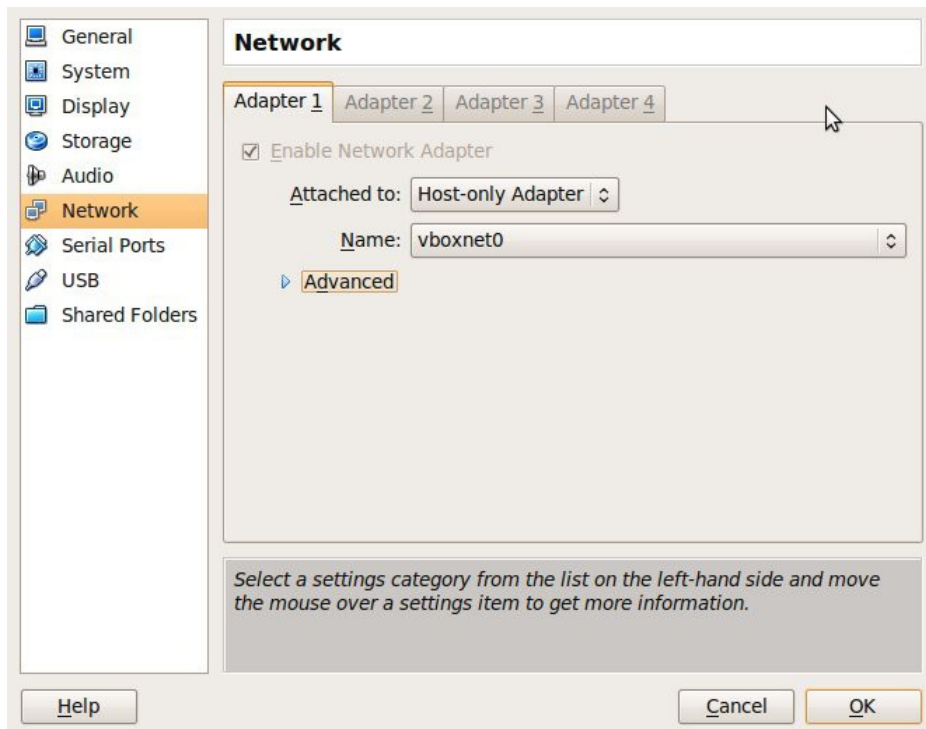 General
System
Display
Storage
Audio
Network
Serial Ports
USB
Shared Folders
Network
Adapter 1 Adapter 2 Adapter 3 Adapter 4
Enable Network Adapter
Attached to: Host-only Adapter
Name: vboxnet0
Advanced
Select a settings category from the list on the left-hand side and move
the mouse over a settings item to get more information.
Help Cancel OK